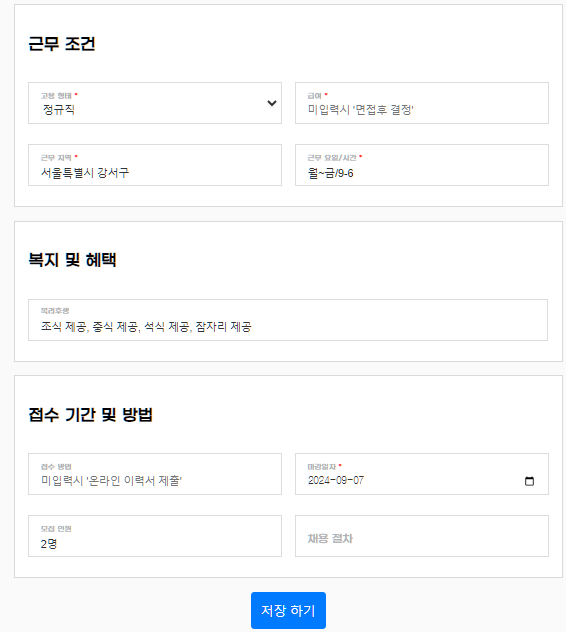 근무 조건
고용 형태 *
정규직
급여 *
미입력시 '면접후 결정'
근무 지역 *
서울특별시 강서구
근무 요일/시간 *
월~금/9-6
복지 및 혜택
복리후생
조식 제공, 중식 제공, 석식 제공, 잠자리 제공
접수 기간 및 방법
접수 방법
미입력시 '온라인 이력서 제출'
마감일자 *
2024-09-07
모집 인원
2명
채용 절차
저장 하기